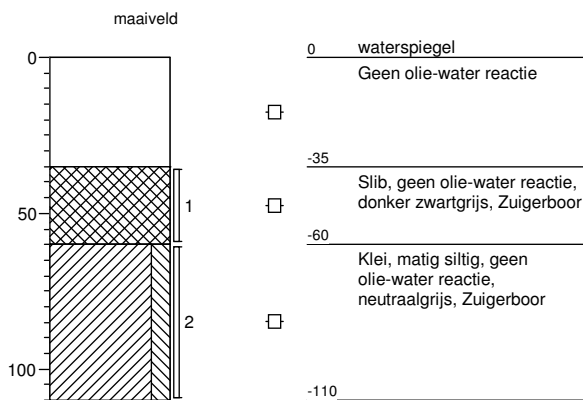 maaiveld
0
50
100
1
2
0 waterspiegel
Geen olie-water reactie
-35
Slib, geen olie-water reactie,
donker zwartgrijs, Zuigerboor
-60
Klei, matig siltig, geen
olie-water reactie,
neutraalgrijs, Zuigerboor
-110